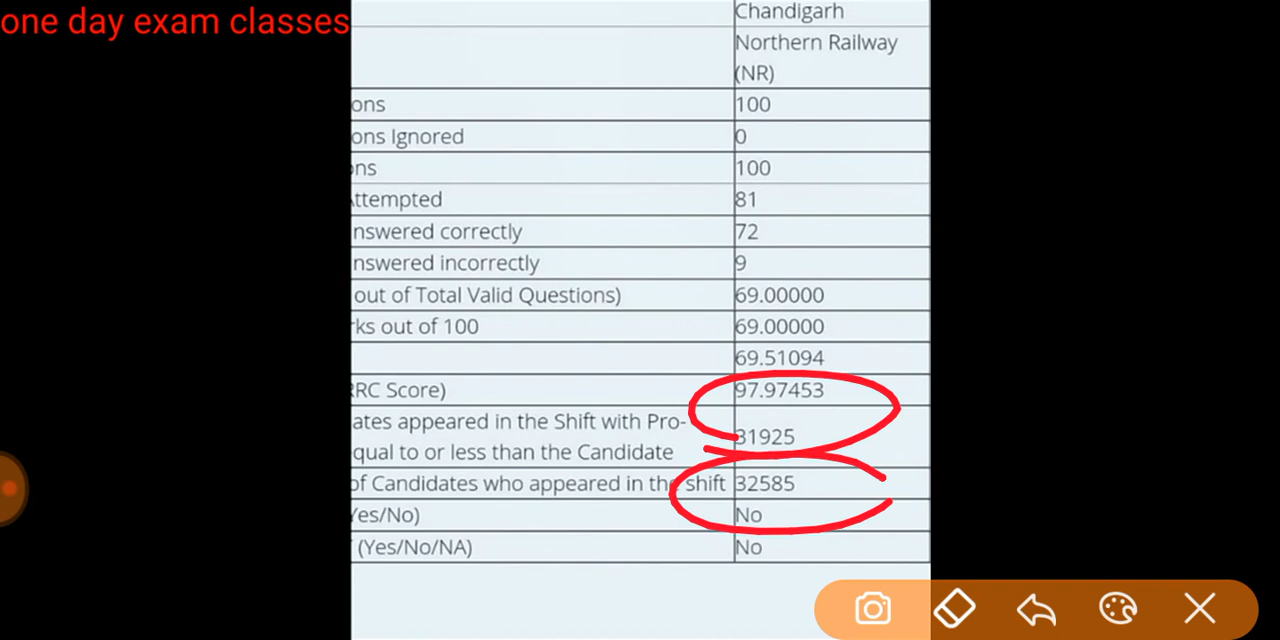 one day exam classes
Chandigarh
Northern Railway
(NR)
ons 100
ons Ignored 0
ns 100
Attempted 81
nswered correctly 72
nswered incorrectly 9
out of Total Valid Questions) 69.00000
rks out of 100 69.00000
69.51094
RRC Score) 97.97453
ates appeared in the Shift with Pro-
qual to or less than the Candidate 31925
of Candidates who appeared in the shift 32585
Yes/No) No
(Yes/No/NA) No